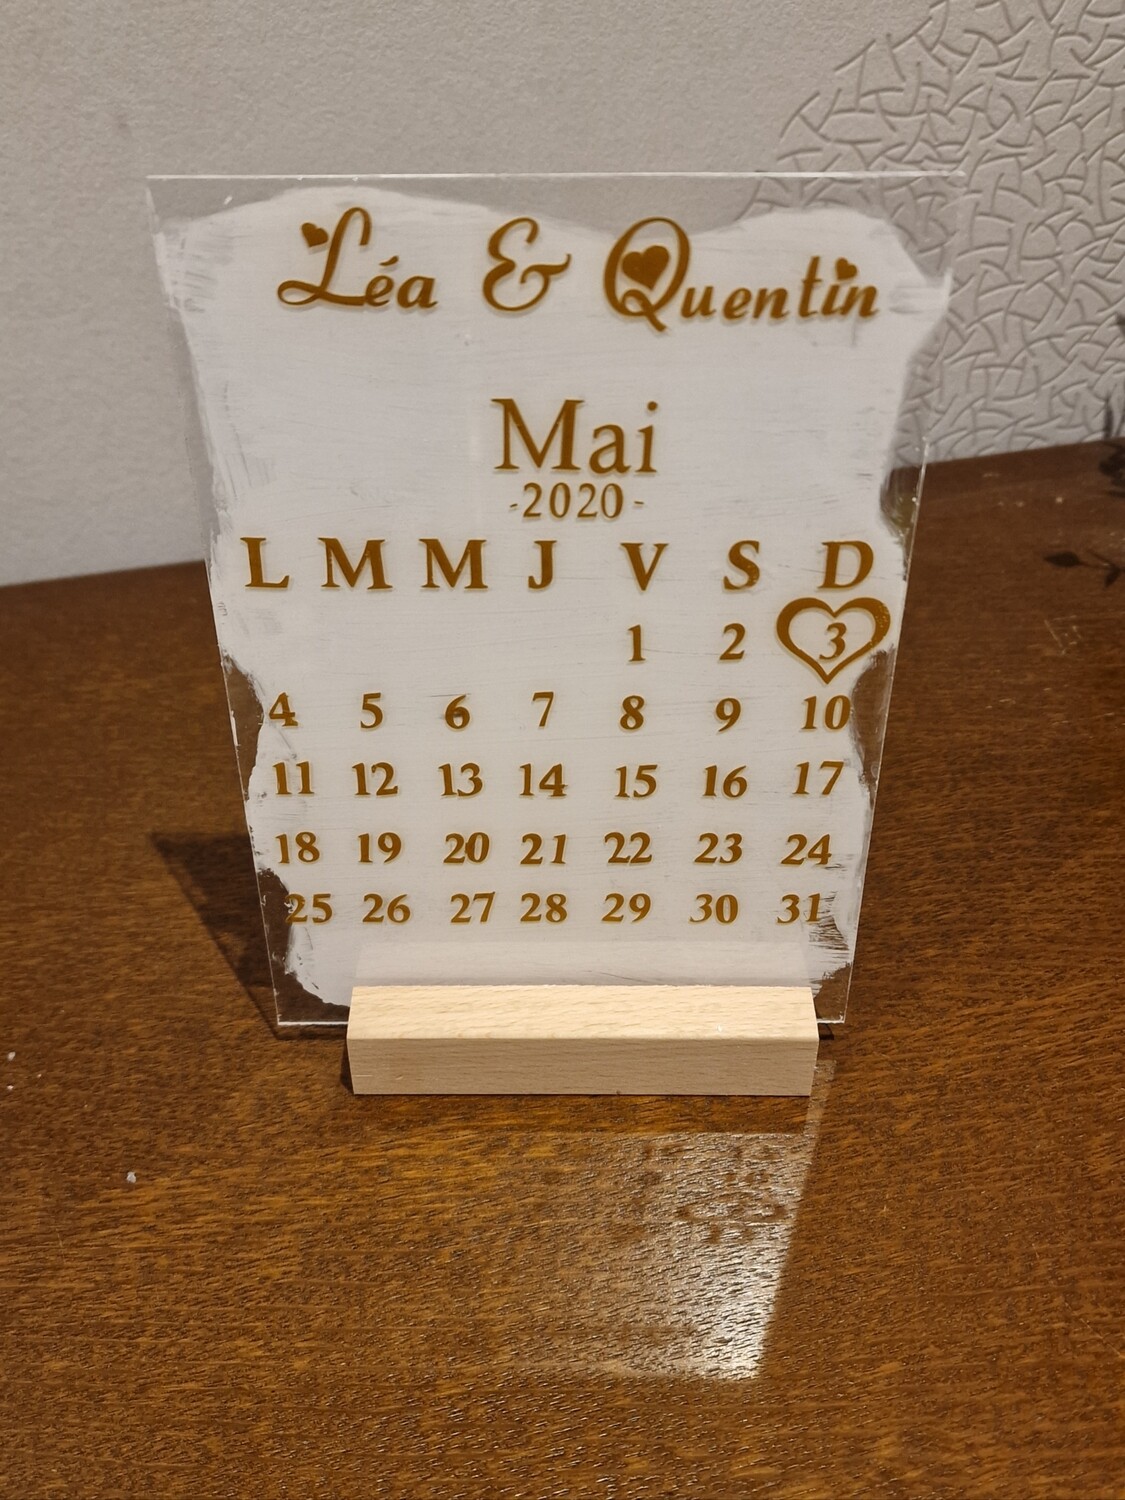 Léa & Quentin
Mai
-2020-
L M M J V S D
1 2 3
4 5 6 7 8 9 10
11 12 13 14 15 16 17
18 19 20 21 22 23 24
25 26 27 28 29 30 31